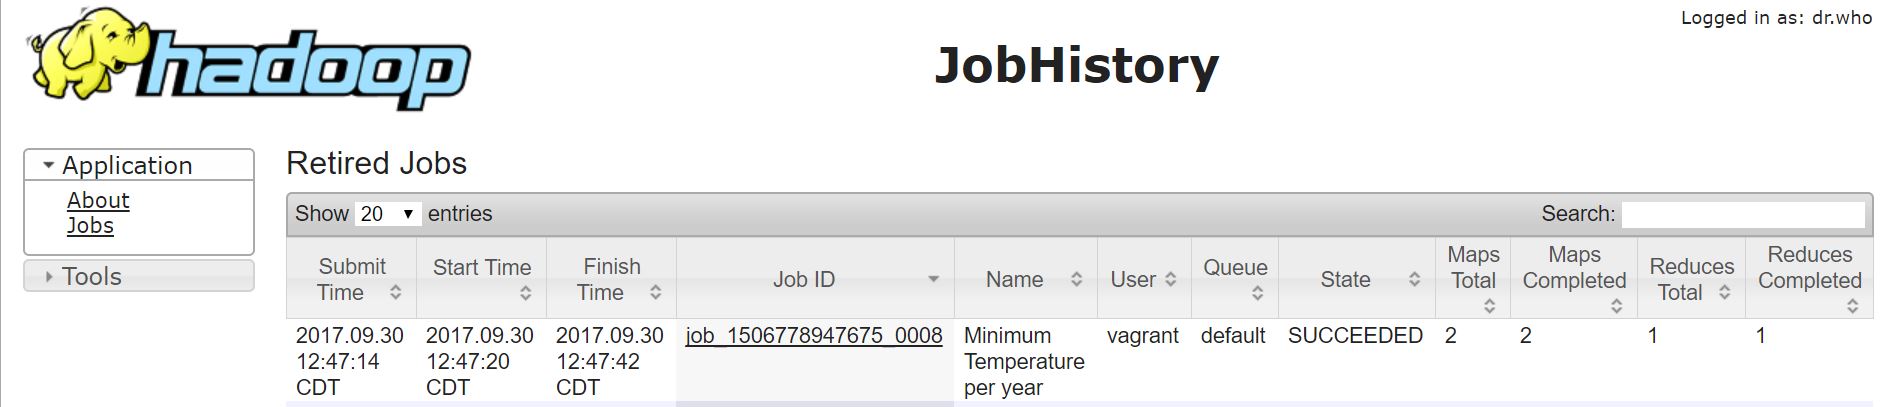 Logged in as: dr.who
hadoop
JobHistory
Application
About
Jobs
Tools
Retired Jobs
Show 20 entries
Search:
Submit Time
Start Time
Finish Time
Job ID
Name
User
Queue
State
Maps Total
Maps Completed
Reduces Total
Reduces Completed
2017.09.30 12:47:14 CDT
2017.09.30 12:47:20 CDT
2017.09.30 12:47:42 CDT
job_1506778947675_0008
Minimum Temperature per year
vagrant
default
SUCCEEDED
2
2
1
1